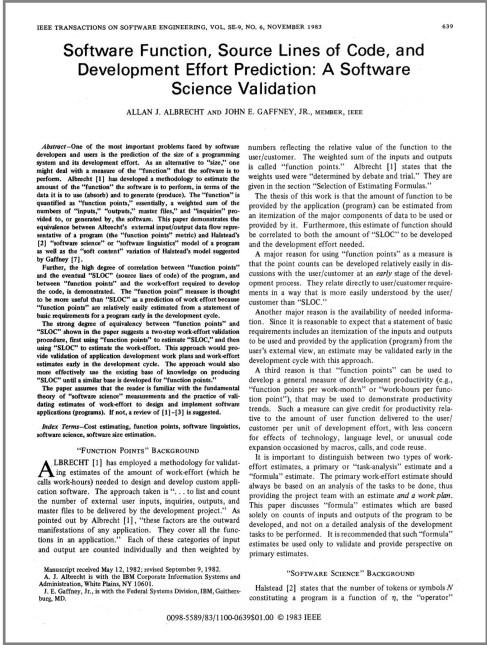 IEEE TRANSACTIONS ON SOFTWARE ENGINEERING, VOL. SE-9, NO. 6, NOVEMBER 1983
639
Software Function, Source Lines of Code, and
Development Effort Prediction: A Software
Science Validation
ALLAN J. ALBRECHT AND JOHN E. GAFFNEY, JR., MEMBER, IEEE
Abstract—One of the most important problems faced by software
developers and users is the prediction of the size of a programming
system and its development effort. As an alternative to "size," one
might deal with a measure of the "function" that the software is to
perform. Albrecht [1] has developed a methodology to estimate the
amount of the "function" the software is to perform, in terms of the
data it is to use (absorb) and to generate (produce). The "function" is
quantified as "function points," essentially, a weighted sum of the
numbers of "inputs," "outputs," master files," and "inquiries" pro-
vided to, or generated by, the software. This paper demonstrates the
equivalence between Albrecht's external input/output data flow repre-
sentative of a program (the "function points" metric) and Halstead's
[2] "software science" or "software linguistics" model of a program
as well as the "soft content" variation of Halstead's model suggested
by Gaffney [7].
Further, the high degree of correlation between "function points"
and the eventual "SLOC" (source lines of code) of the program, and
between "function points" and the work-effort required to develop
the code, is demonstrated. The "function point" measure is thought
to be more useful than "SLOC" as a prediction of work effort because
"function points" are relatively easily estimated from a statement of
basic requirements for a program early in the development cycle.
The strong degree of equivalency between "function points" and
"SLOC" shown in the paper suggests a two-step work-effort validation
procedure, first using "function points" to estimate "SLOC," and then
using "SLOC" to estimate the work-effort. This approach would pro-
vide validation of application development work plans and work-effort
estimates early in the development cycle. The approach would also
more effectively use the existing base of knowledge on producing
"SLOC" until a similar base is developed for "function points."
The paper assumes that the reader is familiar with the fundamental
theory of "software science" measurements and the practice of vali-
dating estimates of work-effort to design and implement software
applications (programs). If not, a review of [1]-[3] is suggested.
Index Terms—Cost estimating, function points, software linguistics,
software science, software size estimation.
"FUNCTION POINTS" BACKGROUND
ALBRECHT [1] has employed a methodology for validat-
ing estimates of the amount of work-effort (which he
calls work-hours) needed to design and develop custom appli-
cation software. The approach taken is ". . . to list and count
the number of external user inputs, inquiries, outputs, and
master files to be delivered by the development project." As
pointed out by Albrecht [1], "these factors are the outward
manifestations of any application. They cover all the func-
tions in an application." Each of these categories of input
and output are counted individually and then weighted by
Manuscript received May 12, 1982; revised September 9, 1982.
A. J. Albrecht is with the IBM Corporate Information Systems and
Administration, White Plains, NY 10601.
J. E. Gaffney, Jr., is with the Federal Systems Division, IBM, Gaithers-
burg, MD.
numbers reflecting the relative value of the function to the
user/customer. The weighted sum of the inputs and outputs
is called "function points." Albrecht [1] states that the
weights used were "determined by debate and trial." They are
given in the section "Selection of Estimating Formulas."
The thesis of this work is that the amount of function to be
provided by the application (program) can be estimated from
an itemization of the major components of data to be used or
provided by it. Furthermore, this estimate of function should
be correlated to both the amount of "SLOC" to be developed
and the development effort needed.
A major reason for using "function points" as a measure is
that the point counts can be developed relatively easily in dis-
cussions with the user/customer at an early stage of the devel-
opment process. They relate directly to user/customer require-
ments in a way that is more easily understood by the user/
customer than "SLOC."
Another major reason is the availability of needed informa-
tion. Since it is reasonable to expect that a statement of basic
requirements includes an itemization of the inputs and outputs
to be used and provided by the application (program) from the
user's external view, an estimate may be validated early in the
development cycle with this approach.
A third reason is that "function points" can be used to
develop a general measure of development productivity (e.g.,
"function points per work-month" or "work-hours per func-
tion point"), that may be used to demonstrate productivity
trends. Such a measure can give credit for productivity rela-
tive to the amount of user function delivered to the user/
customer per unit of development effort, with less concern
for effects of technology, language level, or unusual code
expansion occasioned by macros, calls, and code reuse.
It is important to distinguish between two types of work-
effort estimates, a primary or "task-analysis" estimate and a
"formula" estimate. The primary work-effort estimate should
always be based on an analysis of the tasks to be done, thus
providing the project team with an estimate and a work plan.
This paper discusses "formula" estimates which are based
solely on counts of inputs and outputs of the program to be
developed, and not on a detailed analysis of the development
tasks to be performed. It is recommended that such "formula"
estimates be used only to validate and provide perspective on
primary estimates.
"SOFTWARE SCIENCE" BACKGROUND
Halstead [2] states that the number of tokens or symbols N
constituting a program is a function of η, the "operator"
0098-5589/83/1100-0639$01.00 © 1983 IEEE